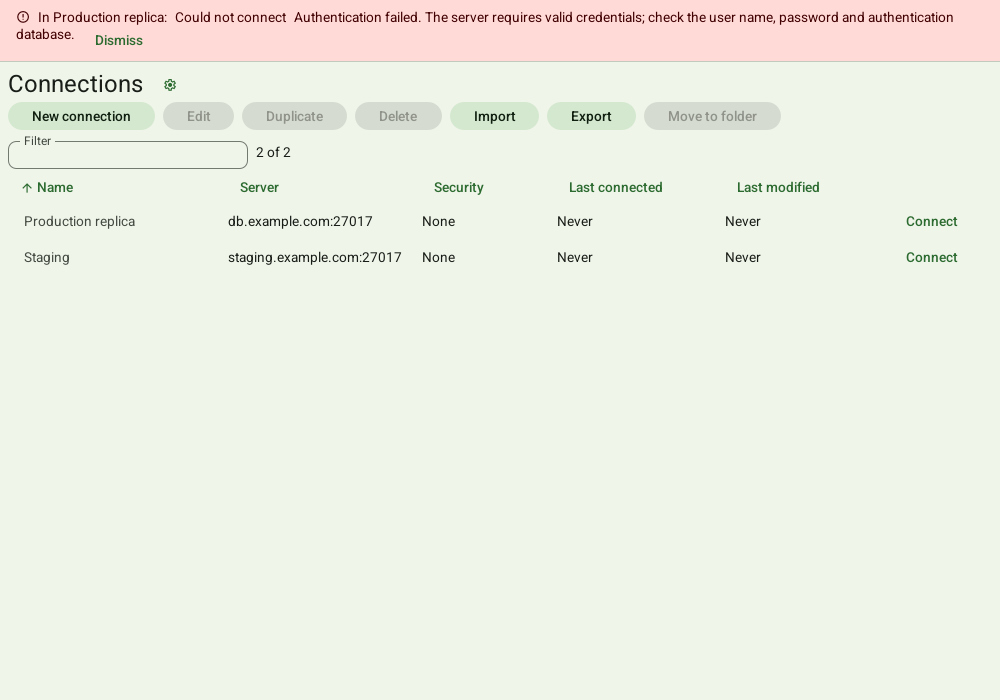 In Production replica: Could not connect Authentication failed. The server requires valid credentials; check the user name, password and authentication
database. Dismiss
Connections
New connection Edit Duplicate Delete Import Export Move to folder
Filter
2 of 2
Name Server Security Last connected Last modified
Production replica db.example.com:27017 None Never Never Connect
Staging staging.example.com:27017 None Never Never Connect